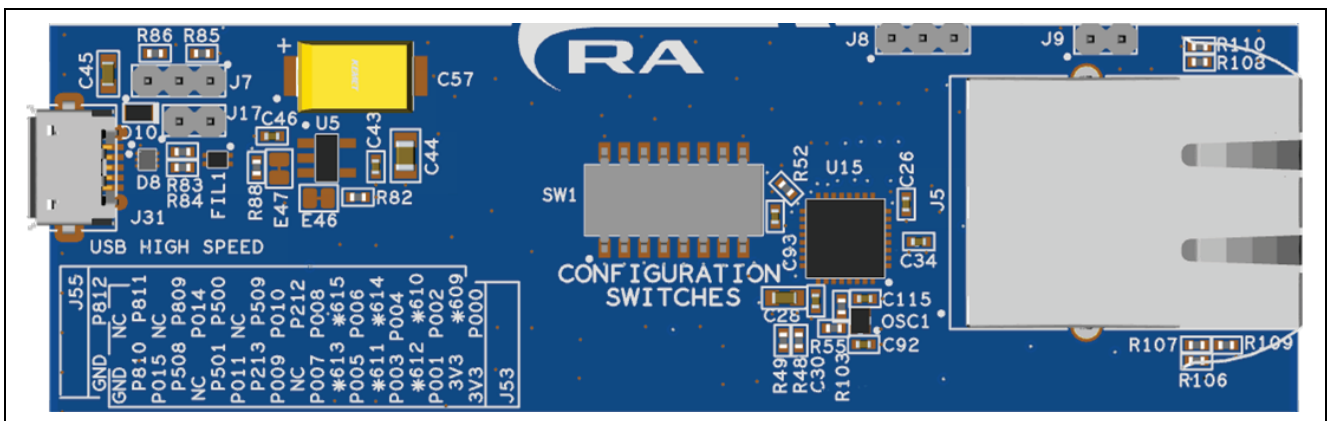 R86
R85
C45
J7
J17
D10
D8
R83
R84
FIL1
J31
USB HIGH SPEED
+
C57
C46
U5
C43
C44
R88
E47
E46
R82
RA
J8
J9
R110
R108
SW1
R52
U15
C26
J5
C93
C34
CONFIGURATION
SWITCHES
C28
C115
OSC1
R55
C92
R49
R48
C30
R103
R107
R109
R106
J55
P812
NC
P811
NC
P809
P014
P500
NC
P509
P010
P212
P008
*615
P006
*614
P004
*610
P002
*609
P000
GND
GND
P810
P015
P508
NC
P501
P011
P213
P009
NC
P007
*613
P005
*611
P003
*612
P001
3V3
3V3
J53